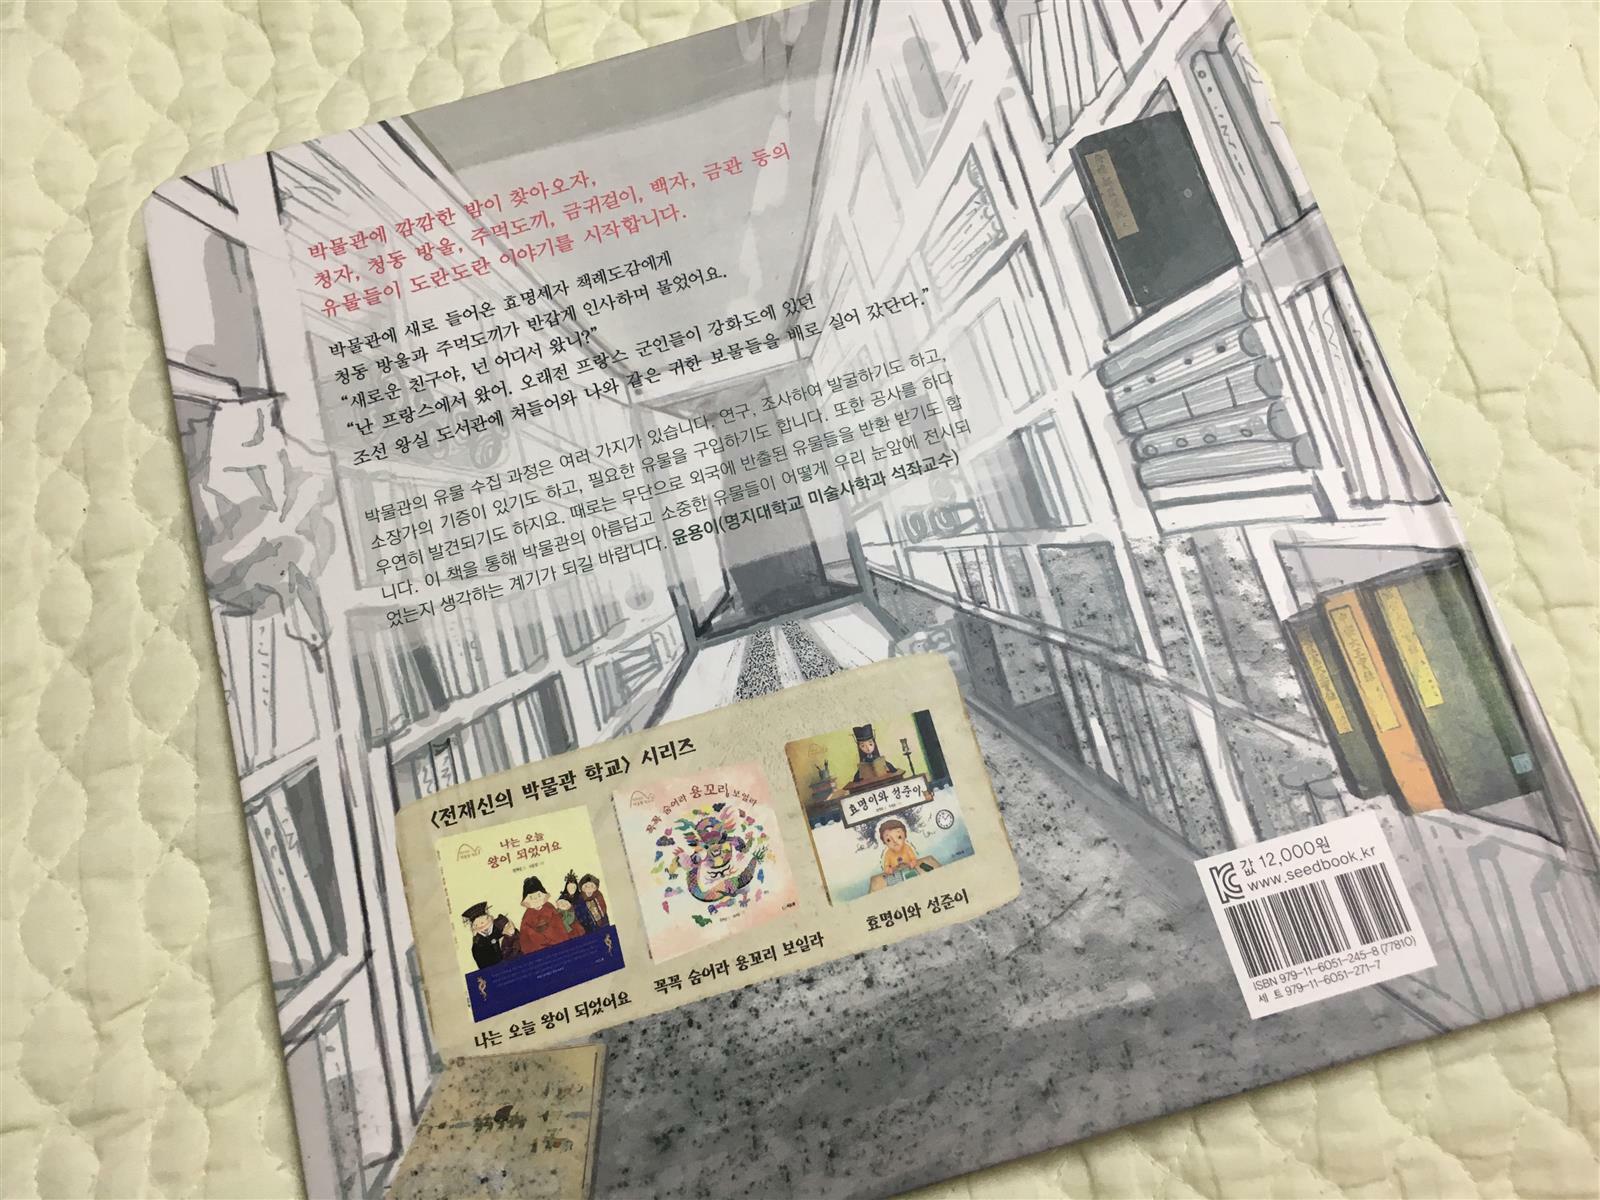 박물관에 깜깜한 밤이 찾아오자,
청자, 청동 방울, 주먹도끼, 금귀걸이, 백자, 금관 등의
유물들이 도란도란 이야기를 시작합니다.
박물관에 새로 들어온 효명세자 책례도감에게
청동 방울과 주먹도끼가 반갑게 인사하며 물었어요.
“새로운 친구야, 넌 어디서 왔니?”
“난 프랑스에서 왔어. 오래전 프랑스 군인들이 강화도에 있던
조선 왕실 도서관에 쳐들어와 나와 같은 귀한 보물들을 배로 실어 갔단다.”
박물관의 유물 수집 과정은 여러 가지가 있습니다. 연구, 조사하여 발굴하기도 하고,
소장가의 기증이 있기도 하고, 필요한 유물을 구입하기도 합니다. 또한 공사를 하다
우연히 발견되기도 하지요. 때로는 무단으로 외국에 반출된 유물들을 반환 받기도 합
니다. 이 책을 통해 박물관의 아름답고 소중한 유물들이 어떻게 우리 눈앞에 전시되
었는지 생각하는 계기가 되길 바랍니다. 윤용이(명지대학교 미술사학과 석좌교수)
〈전재신의 박물관 학교〉 시리즈
나는 오늘
왕이 되었어요
꼭꼭 숨어라 용꼬리 보일라
효명이와 성준이
나는 오늘 왕이 되었어요
꼭꼭 숨어라 용꼬리 보일라
효명이와 성준이
값 12,000원
www.seedbook.kr
ISBN 979-11-6051-245-8 (77810)
세트 979-11-6051-271-7